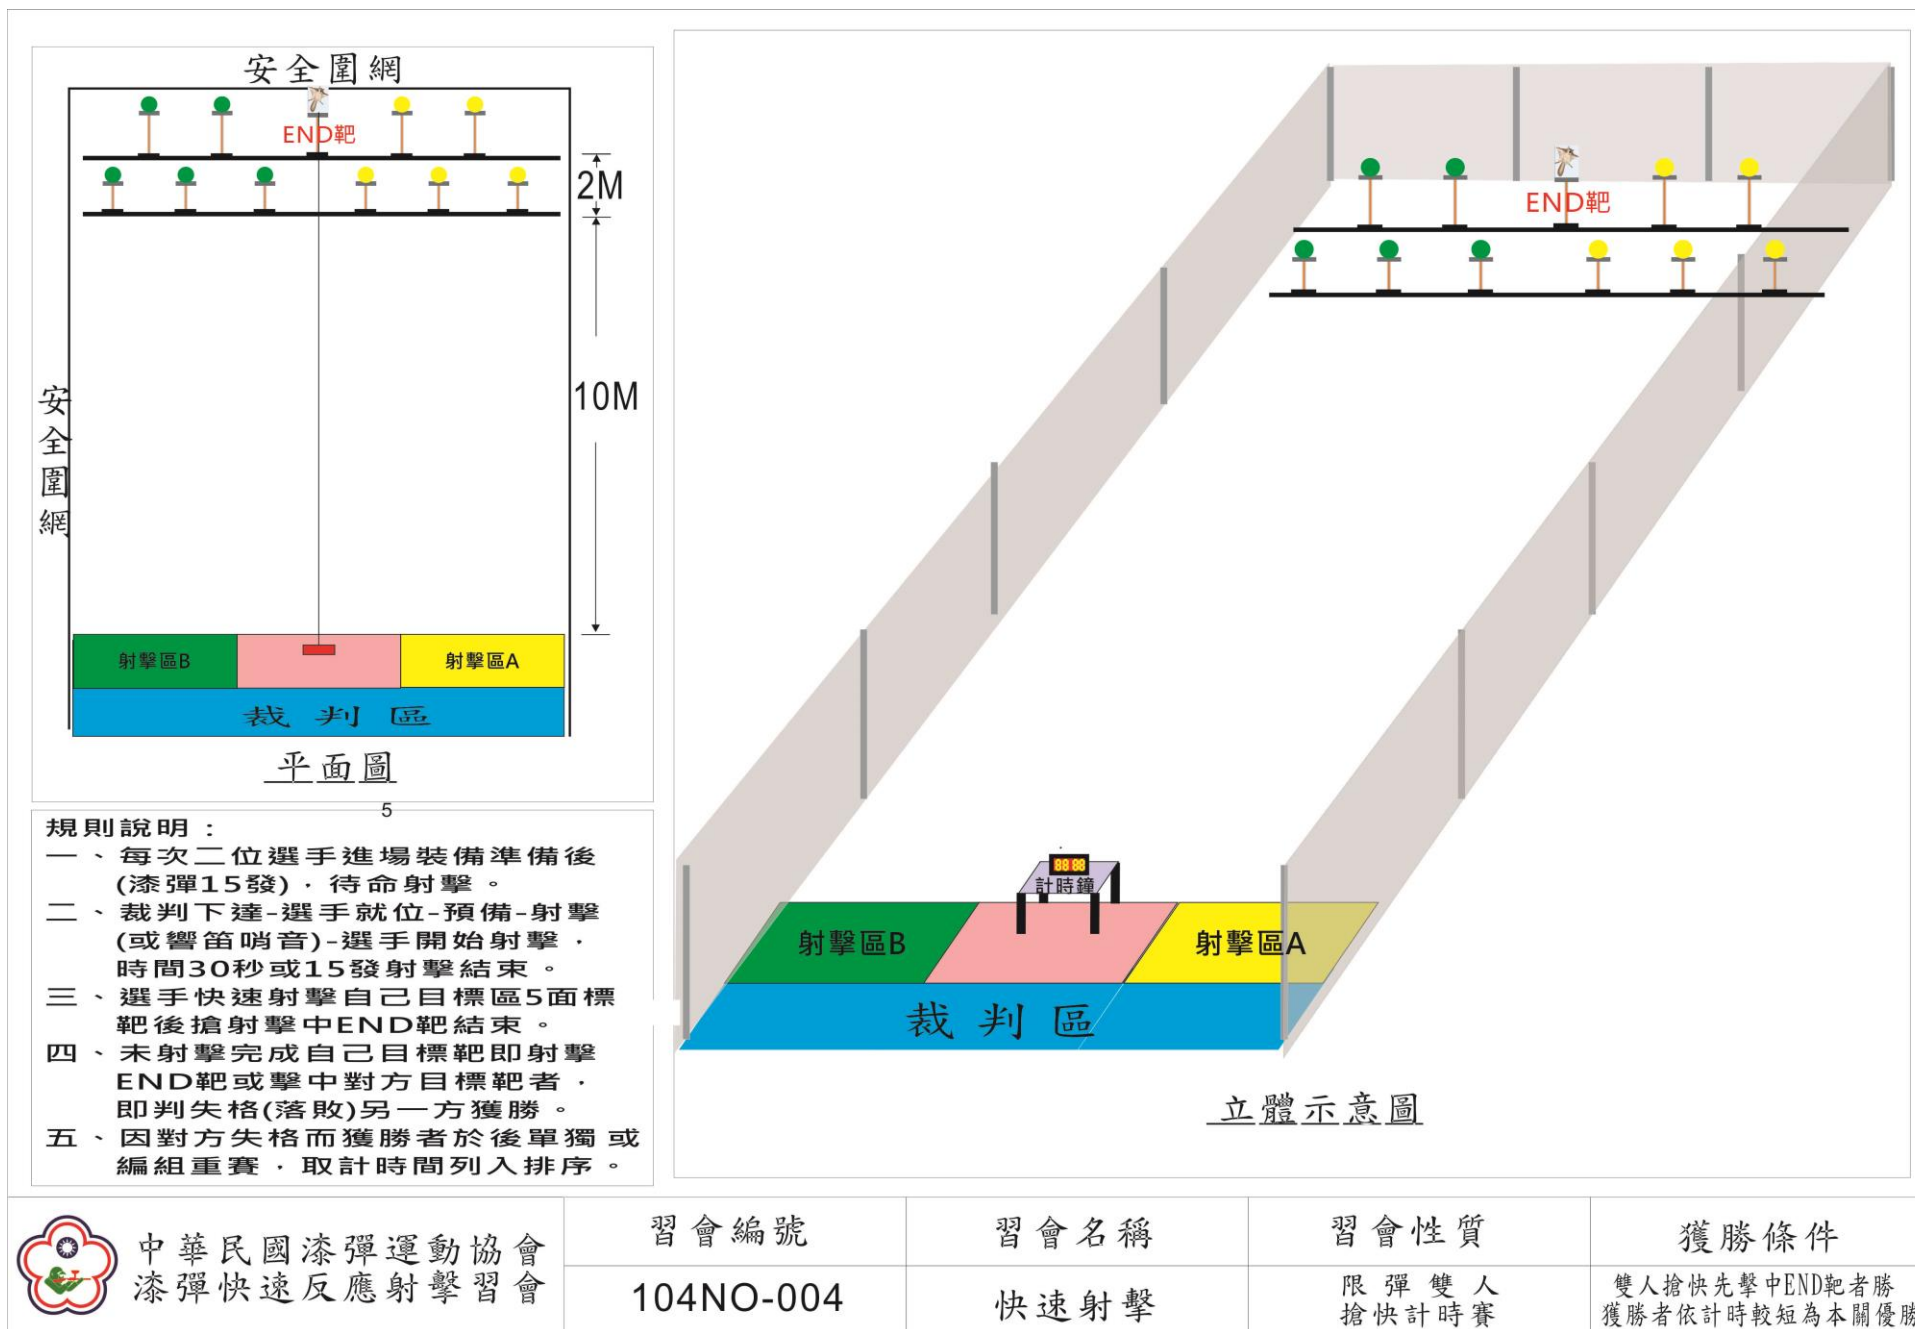 安全圍網
END靶
2M
10M
安全圍網
射擊區B
射擊區A
裁判區
平面圖
5
規則說明：
一、每次二位選手進場裝備準備後
(漆彈15發)，待命射擊。
二、裁判下達-選手就位-預備-射擊
(或響笛哨音)-選手開始射擊，
時間30秒或15發射擊結束。
三、選手快速射擊自己目標區5面標
靶後搶射擊中END靶結束。
四、未射擊完成自己目標靶即射擊
END靶或擊中對方目標靶者，
即判失格(落敗)另一方獲勝。
五、因對方失格而獲勝者於後單獨或
編組重賽，取計時間列入排序。
END靶
88 88
計時鐘
射擊區B
射擊區A
裁判區
立體示意圖
中華民國漆彈運動協會
漆彈快速反應射擊習會
習會編號
104NO-004
習會名稱
快速射擊
習會性質
限彈雙人
搶快計時賽
獲勝條件
雙人搶快先擊中END靶者勝
獲勝者依計時較短為本關優勝